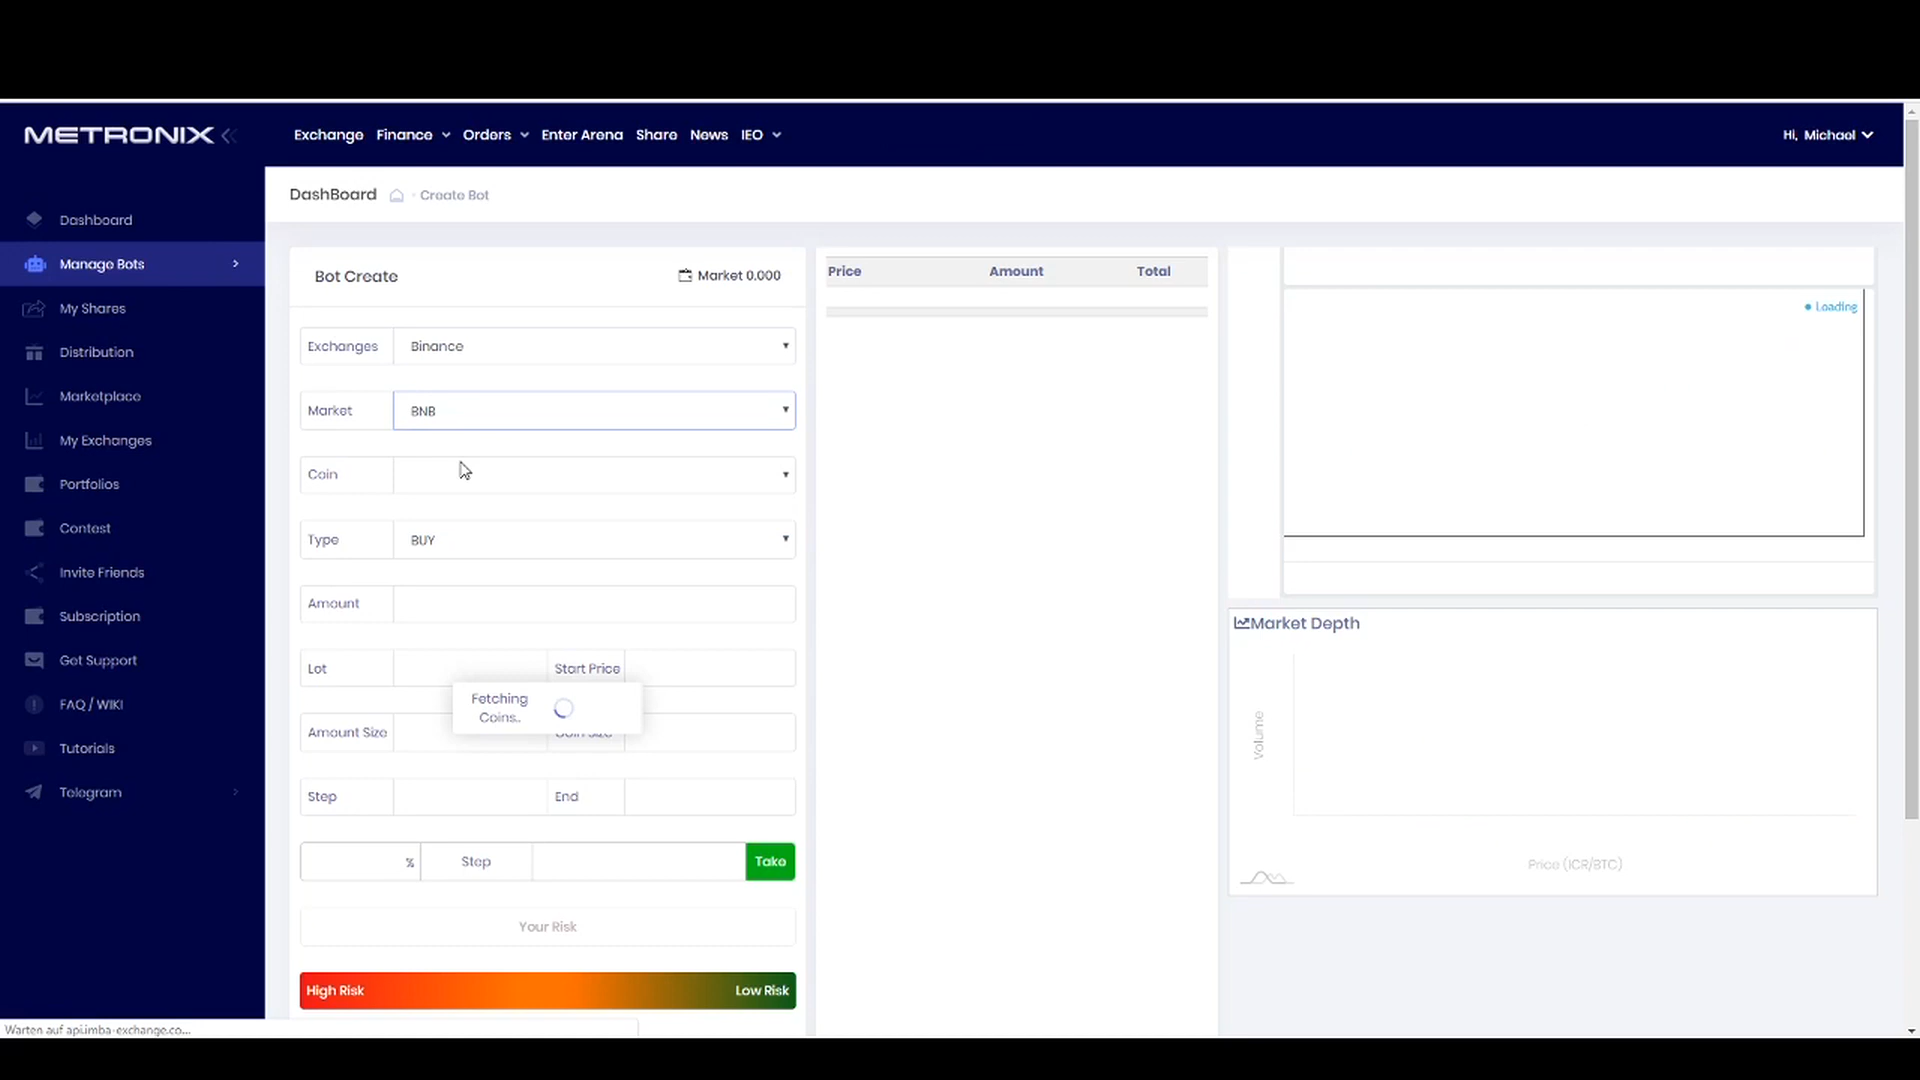 METRONIX
Exchange Finance Orders Enter Arena Share News IEO
Hi, Michael
DashBoard - Create Bot
Dashboard
Manage Bots
My Shares
Distribution
Marketplace
My Exchanges
Portfolios
Contest
Invite Friends
Subscription
Get Support
FAQ / WIKI
Tutorials
Telegram
Bot Create
Market 0.000
Exchanges Binance
Market BNB
Coin
Type BUY
Amount
Lot Start Price
Fetching
Coins..
Amount Size Coin Size
Step End
% Step Take
Your Risk
High Risk Low Risk
Price Amount Total
Loading
Market Depth
Volume
Price (ICR/BTC)
Warten auf api.imba-exchange.co...